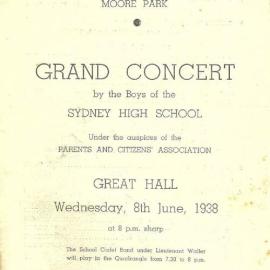 MOORE PARK
GRAND CONCERT
by the Boys of the
SYDNEY HIGH SCHOOL
Under the auspices of the
PARENTS AND CITIZENS' ASSOCIATION
GREAT HALL
Wednesday, 8th June, 1938
at 8 p.m. sharp
The School Cadet Band under Lieutenant Waller
will play in the Quadrangle from 7.30 to 8 p.m.